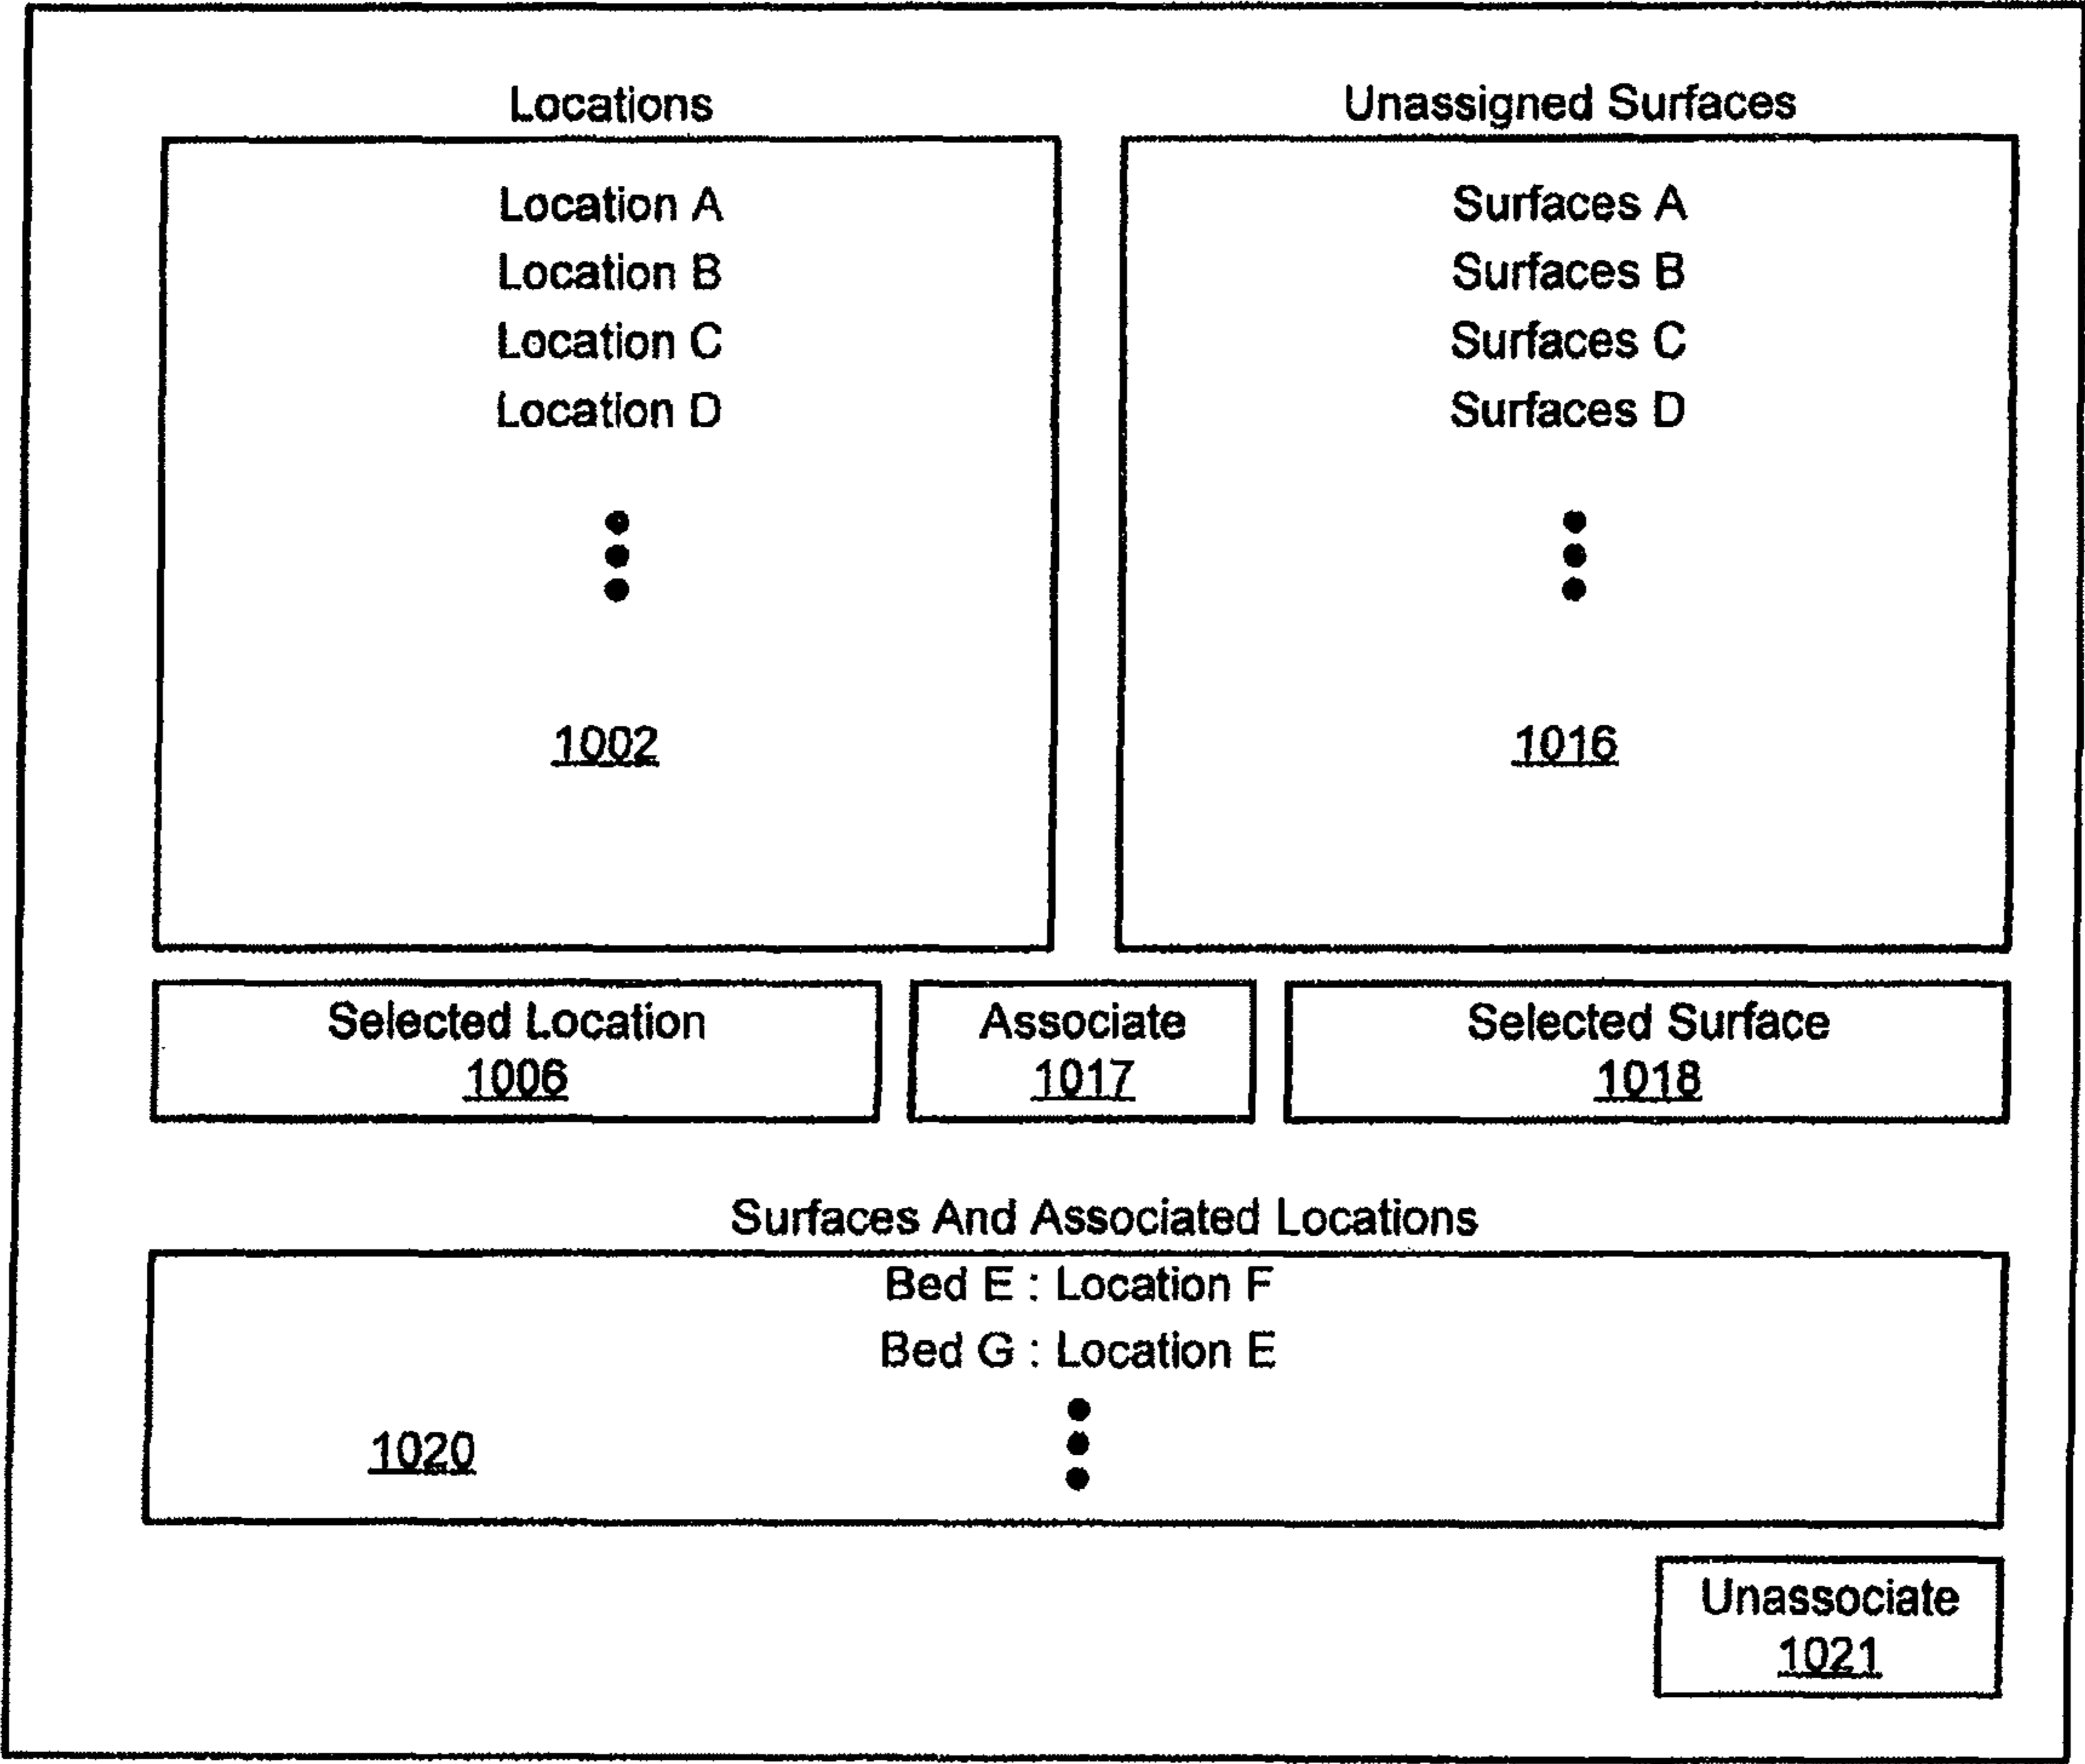 Locations
Location A
Location B
Location C
Location D
1002
Unassigned Surfaces
Surfaces A
Surfaces B
Surfaces C
Surfaces D
1016
Selected Location
1006
Associate
1017
Selected Surface
1018
Surfaces And Associated Locations
Bed E : Location F
Bed G : Location E
1020
Unassociate
1021